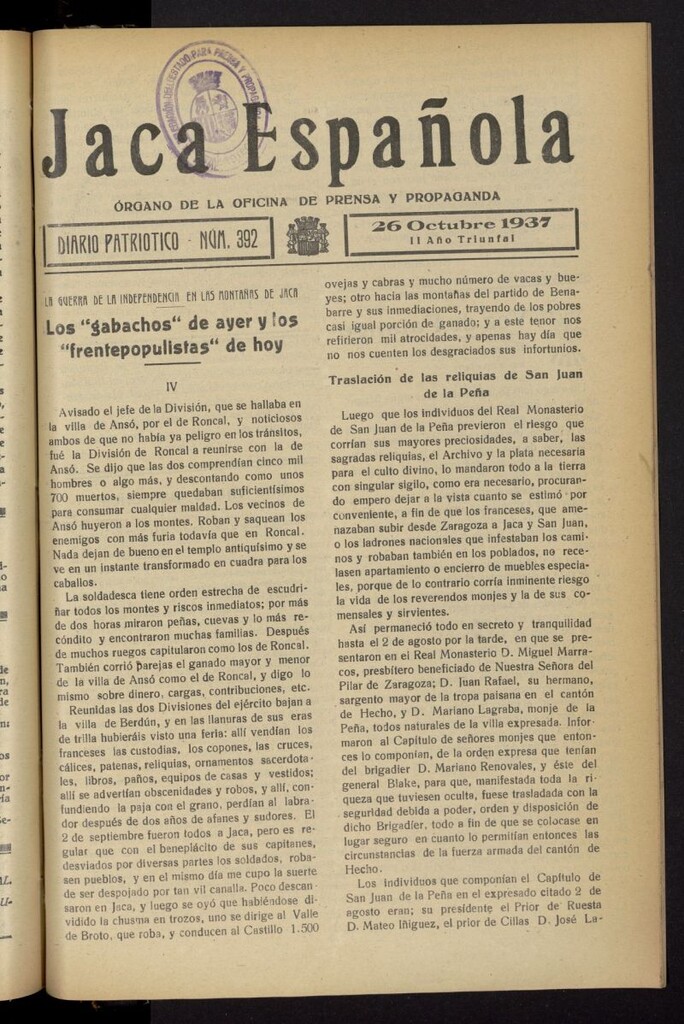 Jaca Española
ÓRGANO DE LA OFICINA DE PRENSA Y PROPAGANDA
DIARIO PATRIOTICO - NÚM. 392
26 Octubre 1937
II Año Triunfal
LA GUERRA DE LA INDEPENDENCIA EN LAS MONTAÑAS DE JACA
Los "gabachos" de ayer y los
"frentepopulistas" de hoy
IV
Avisado el jefe de la División, que se hallaba en
la villa de Ansó, por el de Roncal, y noticiosos
ambos de que no había ya peligro en los tránsitos,
fué la División de Roncal a reunirse con la de
Ansó. Se dijo que las dos comprendían cinco mil
hombres o algo más, y descontando como unos
700 muertos, siempre quedaban suficientísimos
para consumar cualquier maldad. Los vecinos de
Ansó huyeron a los montes. Roban y saquean los
enemigos con más furia todavía que en Roncal.
Nada dejan de bueno en el templo antiquísimo y se
ve en un instante transformado en cuadra para los
caballos.
La soldadesca tiene orden estrecha de escudri-
ñar todos los montes y riscos inmediatos; por más
de dos horas miraron peñas, cuevas y lo más re-
cóndito y encontraron muchas familias. Después
de muchos ruegos capitularon como los de Roncal.
También corrió parejas el ganado mayor y menor
de la villa de Ansó como el de Roncal, y digo lo
mismo sobre dinero, cargas, contribuciones, etc.
Reunídas las dos Divisiones del ejército bajan a
la villa de Berdún, y en las llanuras de sus eras
de trilla hubieráis visto una feria: allí vendían los
franceses las custodias, los copones, las cruces,
cálices, patenas, reliquias, ornamentos sacerdota-
les, libros, paños, equipos de casas y vestidos;
allí se advertían obscenidades y robos, y allí, con-
fundiendo la paja con el grano, perdían al labra-
dor después de dos años de afanes y sudores. El
2 de septiembre fueron todos a Jaca, pero es re-
gular que con el beneplácito de sus capitanes,
desviados por diversas partes los soldados, roba-
sen pueblos, y en el mismo día me cupo la suerte
de ser despojado por tan vil canalla. Poco descan-
saron en Jaca, y luego se oyó que habiéndose di-
vidido la chusma en trozos, uno se dirige al Valle
de Broto, que roba, y conducen al Castillo 1.500
ovejas y cabras y mucho número de vacas y bue-
yes; otro hacia las montañas del partido de Bena-
barre y sus inmediaciones, trayendo de los pobres
casi igual porción de ganado; y a este tenor nos
refirieron mil atrocidades, y apenas hay día que
no nos cuenten los desgraciados sus infortunios.
Traslación de las reliquias de San Juan
de la Peña
Luego que los individuos del Real Monasterio
de San Juan de la Peña previeron el riesgo que
corrían sus mayores preciosidades, a saber, las
sagradas reliquias, el Archivo y la plata necesaria
para el culto divino, lo mandaron todo a la tierra
con singular sigilo, como era necesario, procuran-
do empero dejar a la vista cuanto se estimó por
conveniente, a fin de que los franceses, que ame-
nazaban subir desde Zaragoza a Jaca y San Juan,
o los ladrones nacionales que infestaban los cami-
nos y robaban también en los poblados, no rece-
lasen apartamiento o encierro de muebles especia-
les, porque de lo contrario corría inminente riesgo
la vida de los reverendos monjes y la de sus co-
mensales y sirvientes.
Así permaneció todo en secreto y tranquilidad
hasta el 2 de agosto por la tarde, en que se pre-
sentaron en el Real Monasterio D. Miguel Marra-
cos, presbítero beneficiado de Nuestra Señora del
Pilar de Zaragoza; D. Juan Rafael, su hermano,
sargento mayor de la tropa paisana en el cantón
de Hecho, y D. Mariano Lagraba, monje de la
Peña, todos naturales de la villa expresada. Infor-
maron al Capítulo de señores monjes que enton-
ces lo componían, de la orden expresa que tenían
del brigadier D. Mariano Renovales, y éste del
general Blake, para que, manifestada toda la ri-
queza que tuviesen oculta, fuese trasladada con la
seguridad debida a poder, orden y disposición de
dicho Brigadier, todo a fin de que se colocase en
lugar seguro en cuanto lo permitían entonces las
circunstancias de la fuerza armada del cantón de
Hecho.
Los individuos que componían el Capítulo de
San Juan de la Peña en el expresado citado 2 de
agosto eran; su presidente el Prior de Ruesta
D. Mateo Iñiguez, el prior de Cillas D. José La-